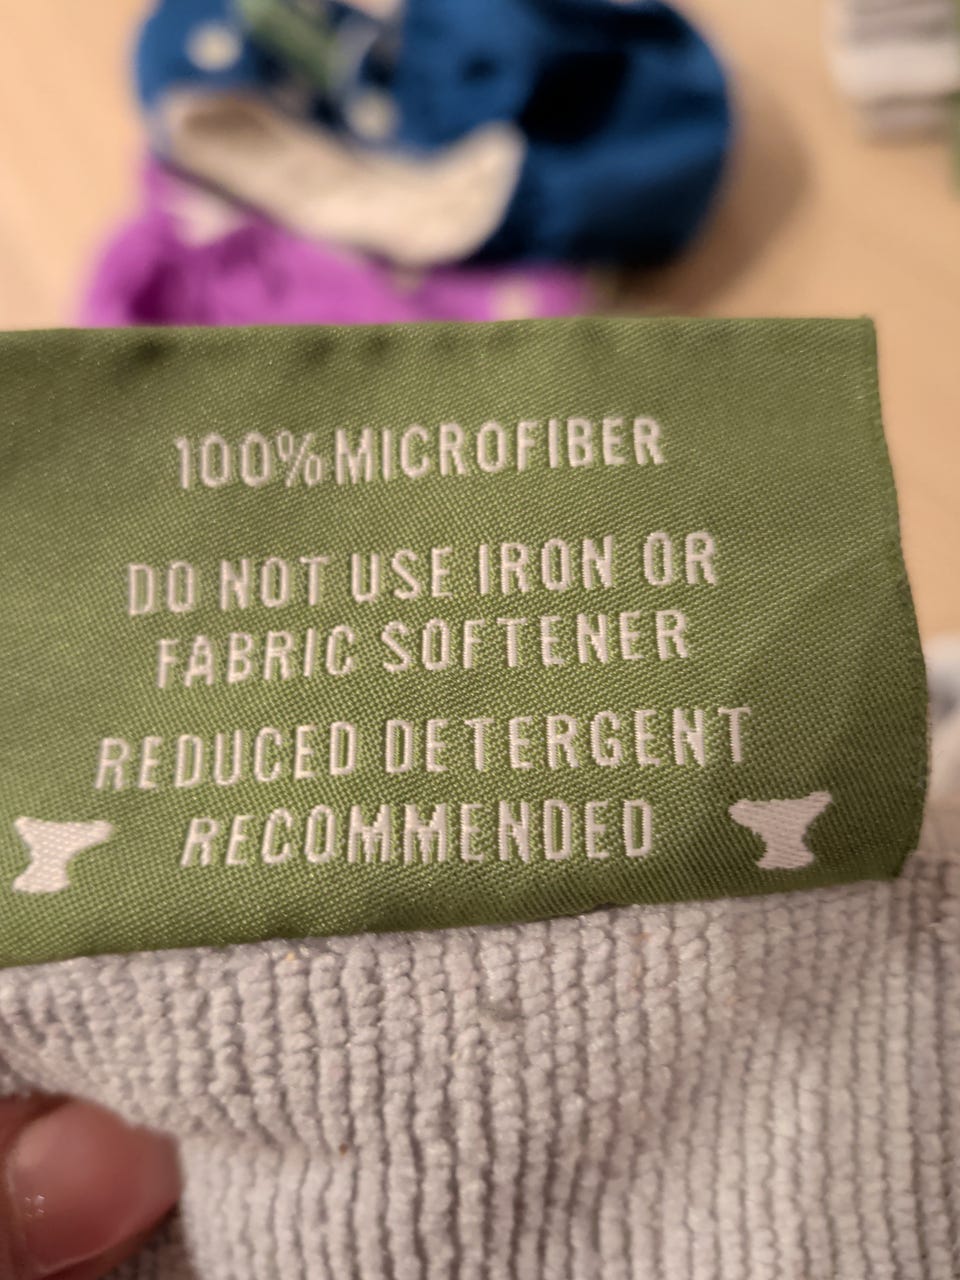 100% MICROFIBER
DO NOT USE IRON OR
FABRIC SOFTENER
REDUCED DETERGENT
RECOMMENDED